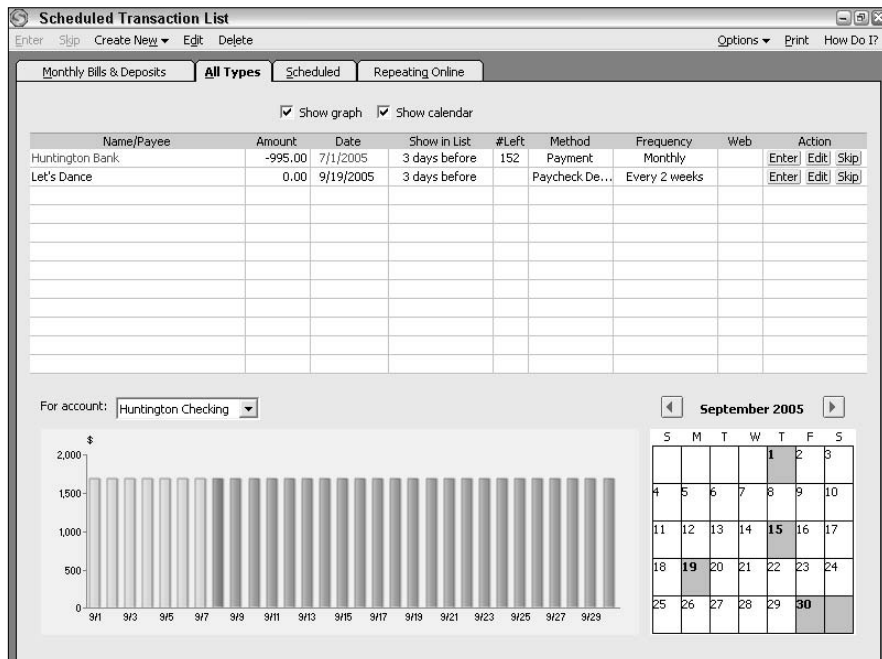 Scheduled Transaction List
Enter Skip Create New Edit Delete Options Print How Do I?
Monthly Bills & Deposits All Types Scheduled Repeating Online
Show graph Show calendar
Name/Payee Amount Date Show in List #Left Method Frequency Web Action
Huntington Bank -995.00 7/1/2005 3 days before 152 Payment Monthly Enter Edit Skip
Let's Dance 0.00 9/19/2005 3 days before Paycheck De... Every 2 weeks Enter Edit Skip
For account: Huntington Checking
$
2,000
1,500
1,000
500
0
9/1 9/3 9/5 9/7 9/9 9/11 9/13 9/15 9/17 9/19 9/21 9/23 9/25 9/27 9/29
September 2005
S M T W T F S
1 2 3
4 5 6 7 8 9 10
11 12 13 14 15 16 17
18 19 20 21 22 23 24
25 26 27 28 29 30